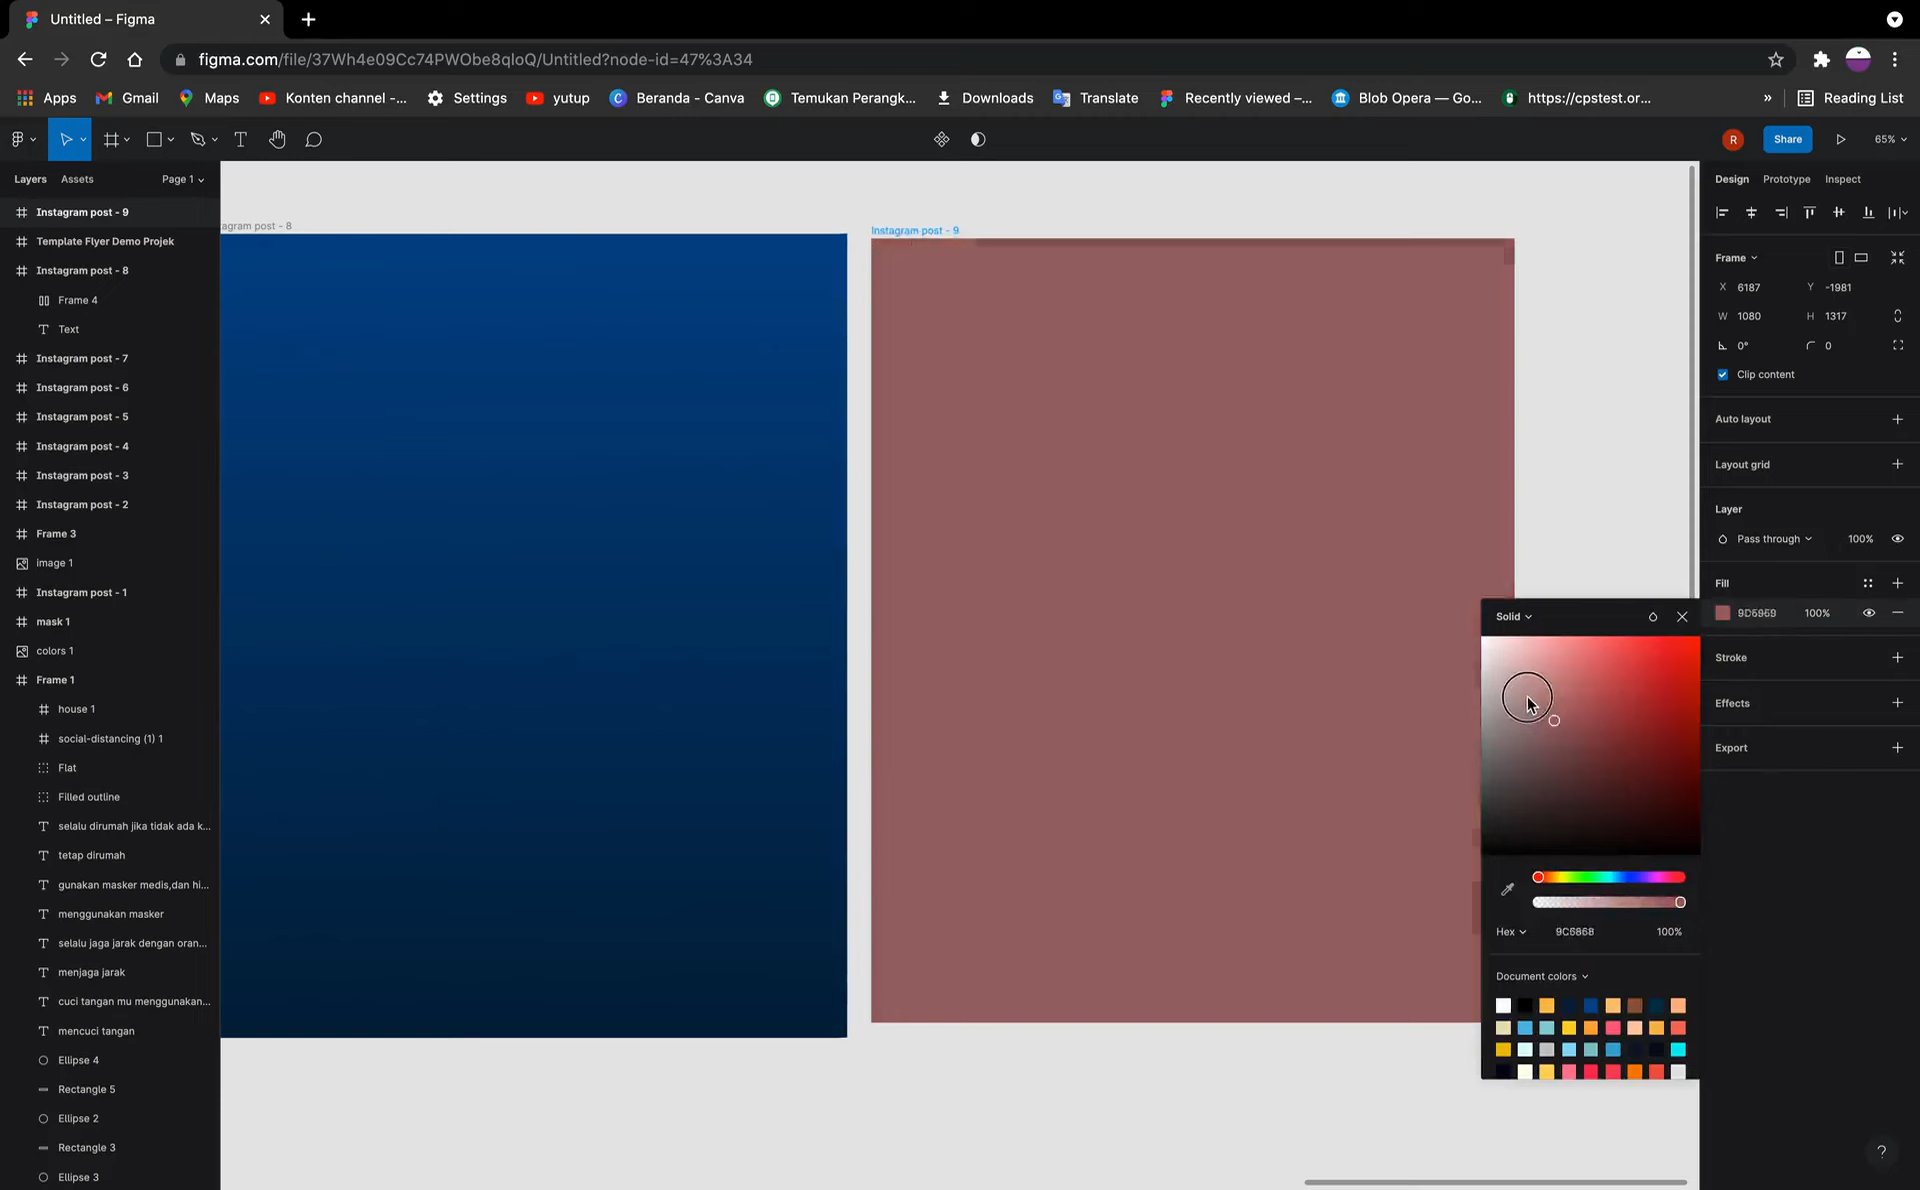 Untitled – Figma
figma.com/file/37Wh4e09Cc74PWObe8qIoQ/Untitled?node-id=47%3A34
Apps Gmail Maps Konten channel -... Settings yutup Beranda - Canva Temukan Perangk... Downloads Translate Recently viewed –... Blob Opera — Go... https://cpstest.or... » Reading List
R Share 65%
Layers Assets Page 1
Instagram post - 9
Template Flyer Demo Projek
Instagram post - 8
Frame 4
Text
Instagram post - 7
Instagram post - 6
Instagram post - 5
Instagram post - 4
Instagram post - 3
Instagram post - 2
Frame 3
image 1
Instagram post - 1
mask 1
colors 1
Frame 1
house 1
social-distancing (1) 1
Flat
Filled outline
selalu dirumah jika tidak ada k...
tetap dirumah
gunakan masker medis,dan hi...
menggunakan masker
selalu jaga jarak dengan oran...
menjaga jarak
cuci tangan mu menggunakan...
mencuci tangan
Ellipse 4
Rectangle 5
Ellipse 2
Rectangle 3
Ellipse 3
agram post - 8
Instagram post - 9
Design Prototype Inspect
Frame
X 6187 Y -1981
W 1080 H 1317
0° 0
Clip content
Auto layout
Layout grid
Layer
Pass through 100%
Fill
100%
Stroke
Effects
Export
Solid
Hex 100%
Document colors
?